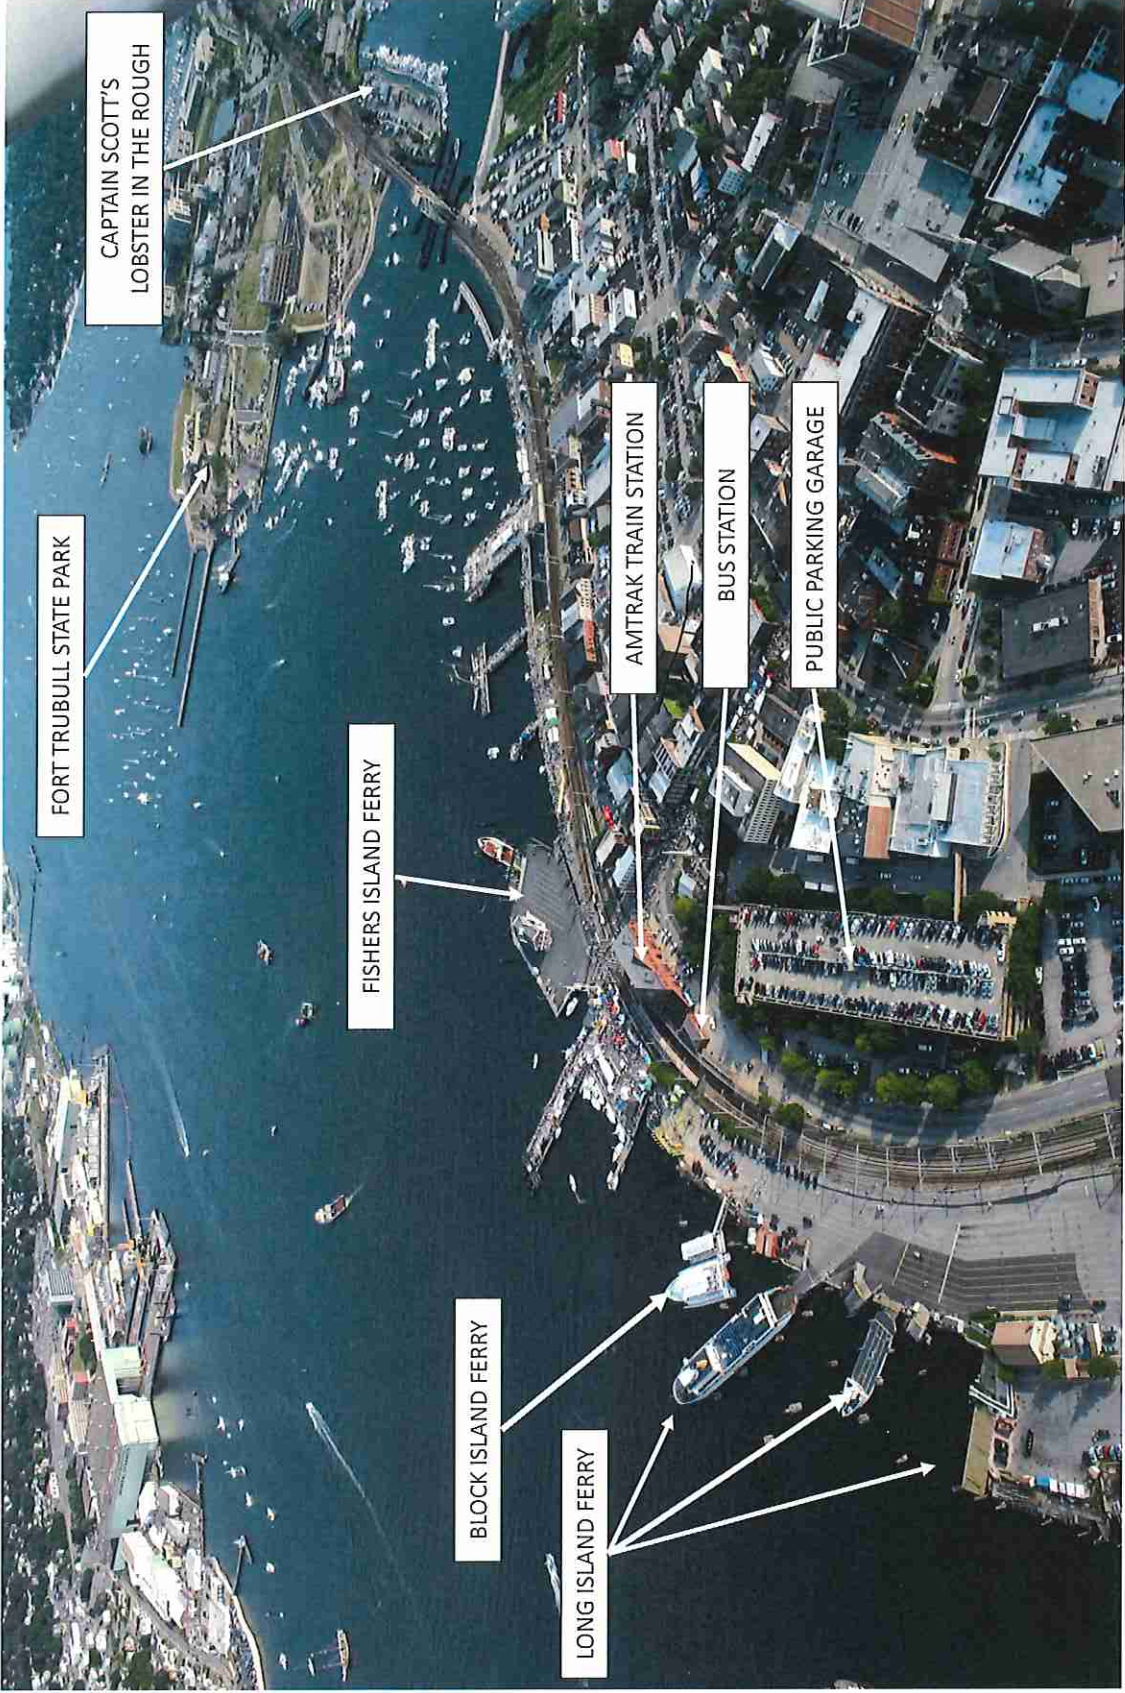 FORT TRUBULL STATE PARK
CAPTAIN SCOTT'S
LOBSTER IN THE ROUGH
FISHERS ISLAND FERRY
BLOCK ISLAND FERRY
LONG ISLAND FERRY
AMTRAK TRAIN STATION
BUS STATION
PUBLIC PARKING GARAGE